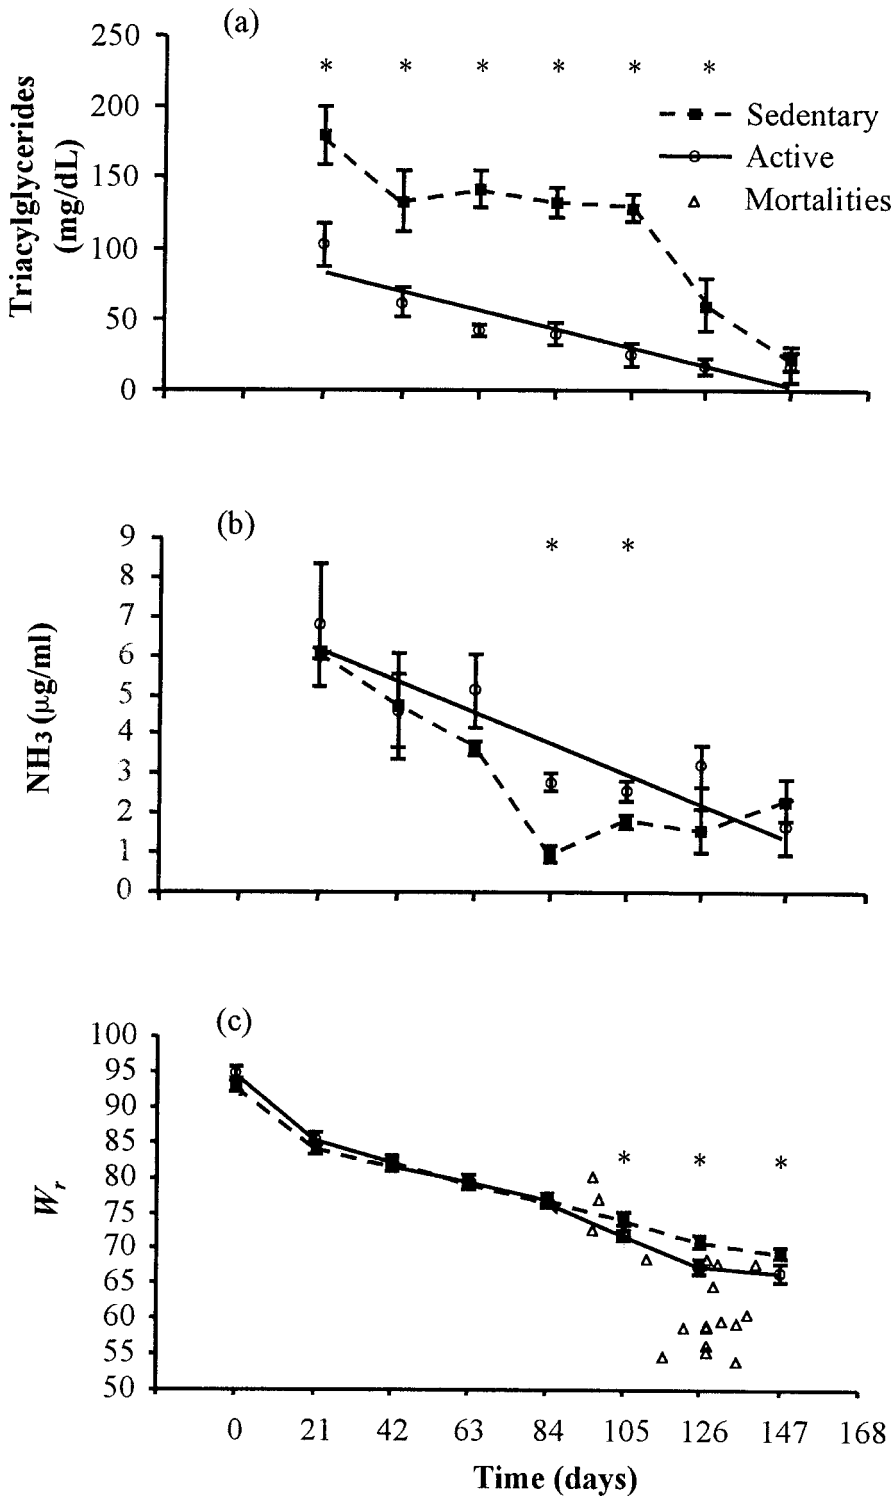 (a)
250
200
150
100
50
0
Triacylglycerides
(mg/dL)
* * * * * *
Sedentary
Active
Mortalities
(b)
9
8
7
6
5
4
3
2
1
0
NH3 (µg/ml)
* *
(c)
100
95
90
85
80
75
70
65
60
55
50
Wr
* * *
0 21 42 63 84 105 126 147 168
Time (days)